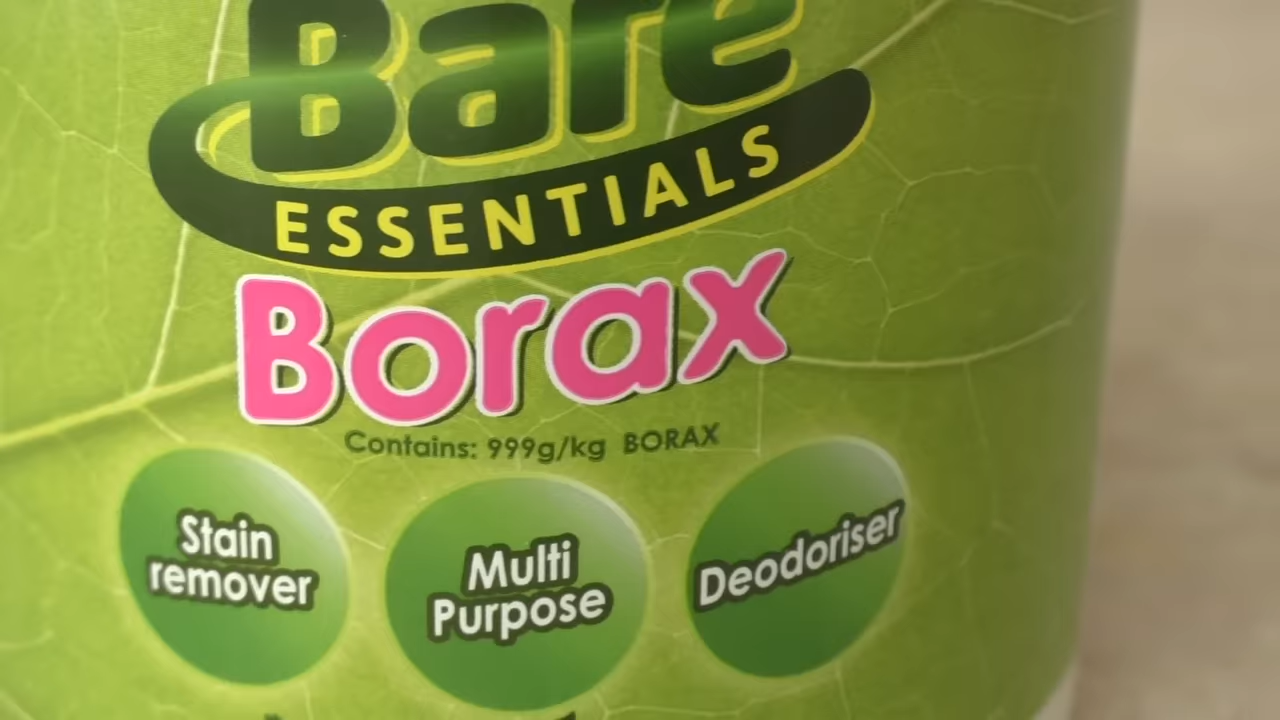 Bare
ESSENTIALS
Borax
Contains: 999g/kg BORAX
Stain
remover
Multi
Purpose
Deodoriser